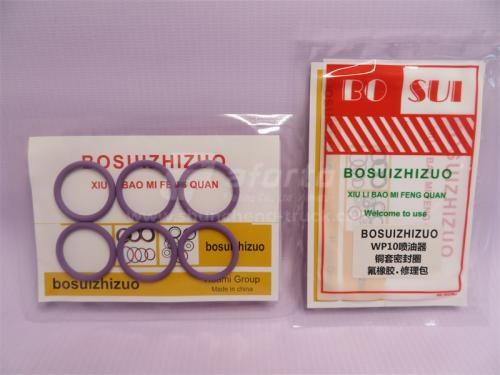 BOSUIZHIZUO
XIU LI BAO MI FENG QUAN
bosuizhizuo
bosuizhizuo
Made in china
BO SUI
BOSUIZHIZUO
XIU LI BAO MI FENG QUAN
Welcome to use
BOSUIZHIZUO
WP10喷油器
铜套密封圈
氟橡胶.修理包
BOSUIZHIZUO